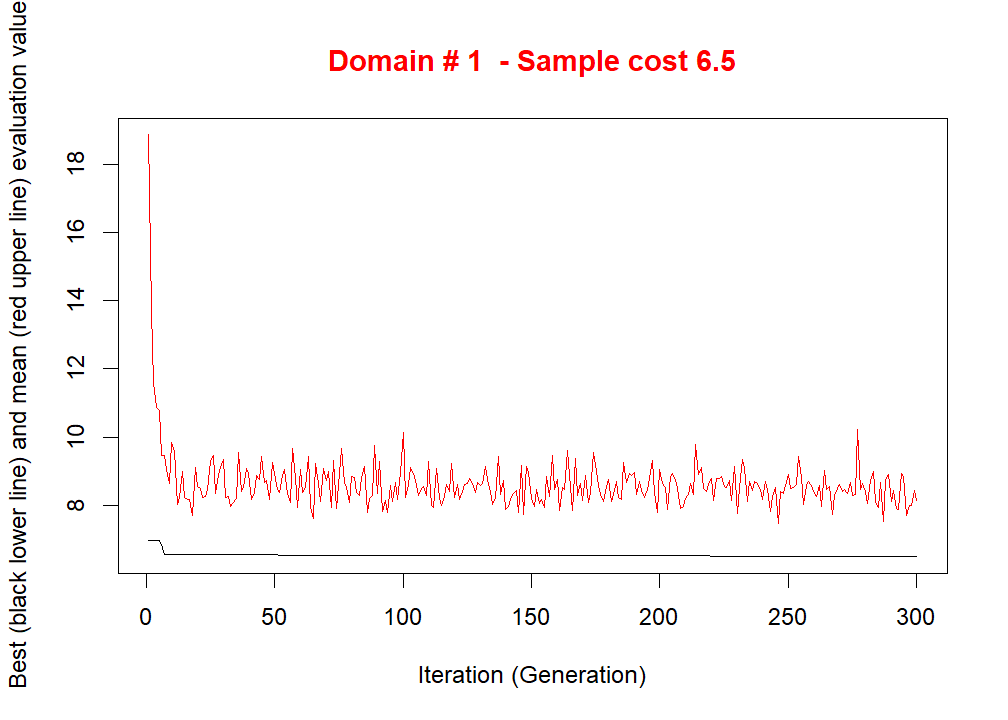 Domain # 1  - Sample cost 6.5
Best (black lower line) and mean (red upper line) evaluation value
18
16
14
12
10
8
0 50 100 150 200 250 300
Iteration (Generation)